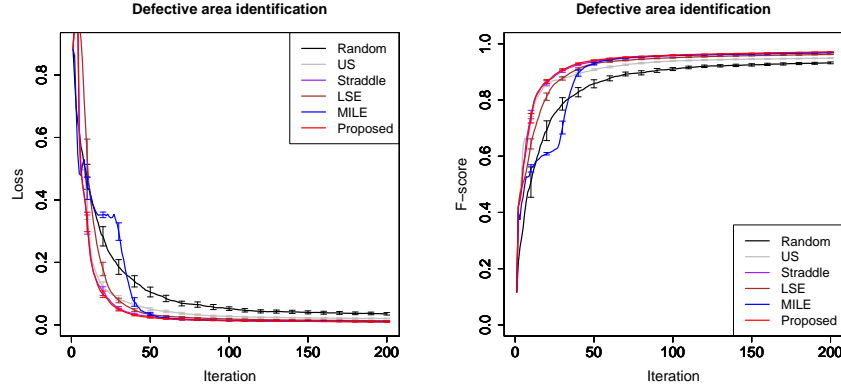 Defective area identification
Loss
0.0 0.2 0.4 0.6 0.8
0 50 100 150 200
Iteration
Random
US
Straddle
LSE
MILE
Proposed
Defective area identification
F−score
0.0 0.2 0.4 0.6 0.8 1.0
0 50 100 150 200
Iteration
Random
US
Straddle
LSE
MILE
Proposed